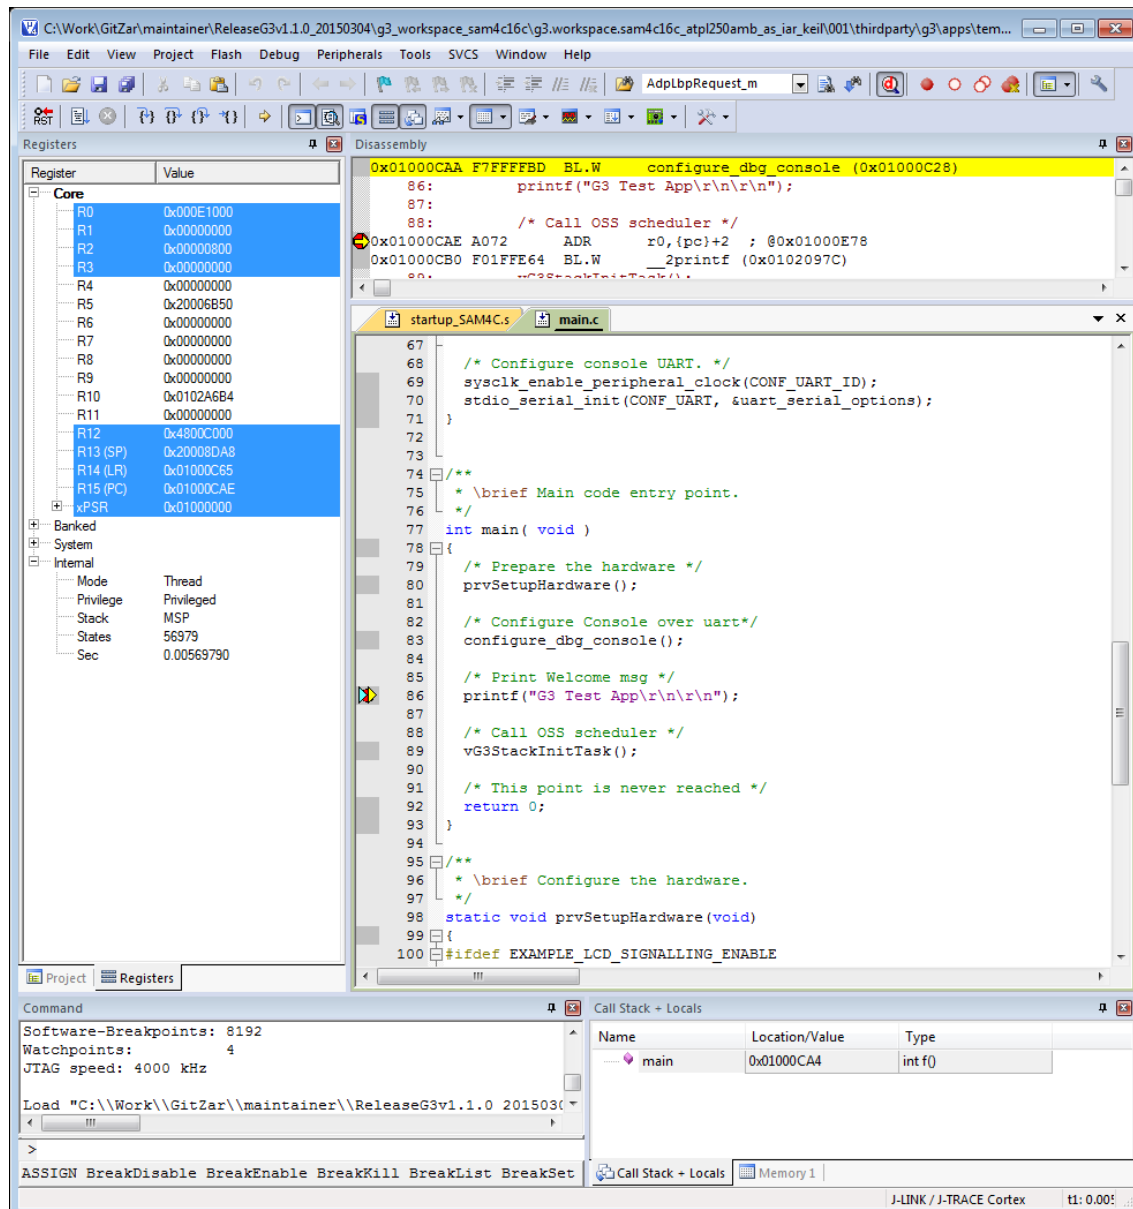 C:\Work\GitZar\maintainer\ReleaseG3v1.1.0_20150304\g3_workspace_sam4c16c\g3.workspace.sam4c16c_atpl250amb_as_iar_keil\001\thirdparty\g3\apps\tem...
File Edit View Project Flash Debug Peripherals Tools SVCS Window Help
AdpLbpRequest_m
RST
Registers
Register Value
Core
R0 0x000E1000
R1 0x00000000
R2 0x00000800
R3 0x00000000
R4 0x00000000
R5 0x20006B50
R6 0x00000000
R7 0x00000000
R8 0x00000000
R9 0x00000000
R10 0x0102A6B4
R11 0x00000000
R12 0x4800C000
R13 (SP) 0x20008DA8
R14 (LR) 0x01000C65
R15 (PC) 0x01000CAE
xPSR 0x01000000
Banked
System
Internal
Mode Thread
Privilege Privileged
Stack MSP
States 56979
Sec 0.00569790
Project Registers
Disassembly
0x01000CAA F7FFFFBD BL.W configure_dbg_console (0x01000C28)
86: printf("G3 Test App\r\n\r\n");
87:
88: /* Call OSS scheduler */
0x01000CAE A072 ADR r0,{pc}+2 ; @0x01000E78
0x01000CB0 F01FFE64 BL.W __2printf (0x0102097C)
89: vG3StackInitTask();
startup_SAM4C.s main.c
67
68 /* Configure console UART. */
69 sysclk_enable_peripheral_clock(CONF_UART_ID);
70 stdio_serial_init(CONF_UART, &uart_serial_options);
71 }
72
73
74 /**
75 * \brief Main code entry point.
76 */
77 int main( void )
78 {
79 /* Prepare the hardware */
80 prvSetupHardware();
81
82 /* Configure Console over uart*/
83 configure_dbg_console();
84
85 /* Print Welcome msg */
86 printf("G3 Test App\r\n\r\n");
87
88 /* Call OSS scheduler */
89 vG3StackInitTask();
90
91 /* This point is never reached */
92 return 0;
93 }
94
95 /**
96 * \brief Configure the hardware.
97 */
98 static void prvSetupHardware(void)
99 {
100 #ifdef EXAMPLE_LCD_SIGNALLING_ENABLE
Command
Software-Breakpoints: 8192
Watchpoints: 4
JTAG speed: 4000 kHz
Load "C:\\Work\\GitZar\\maintainer\\ReleaseG3v1.1.0_201503
>
ASSIGN BreakDisable BreakEnable BreakKill BreakList BreakSet
Call Stack + Locals
Name Location/Value Type
main 0x01000CA4 int f()
Call Stack + Locals Memory 1
J-LINK / J-TRACE Cortex t1: 0.005